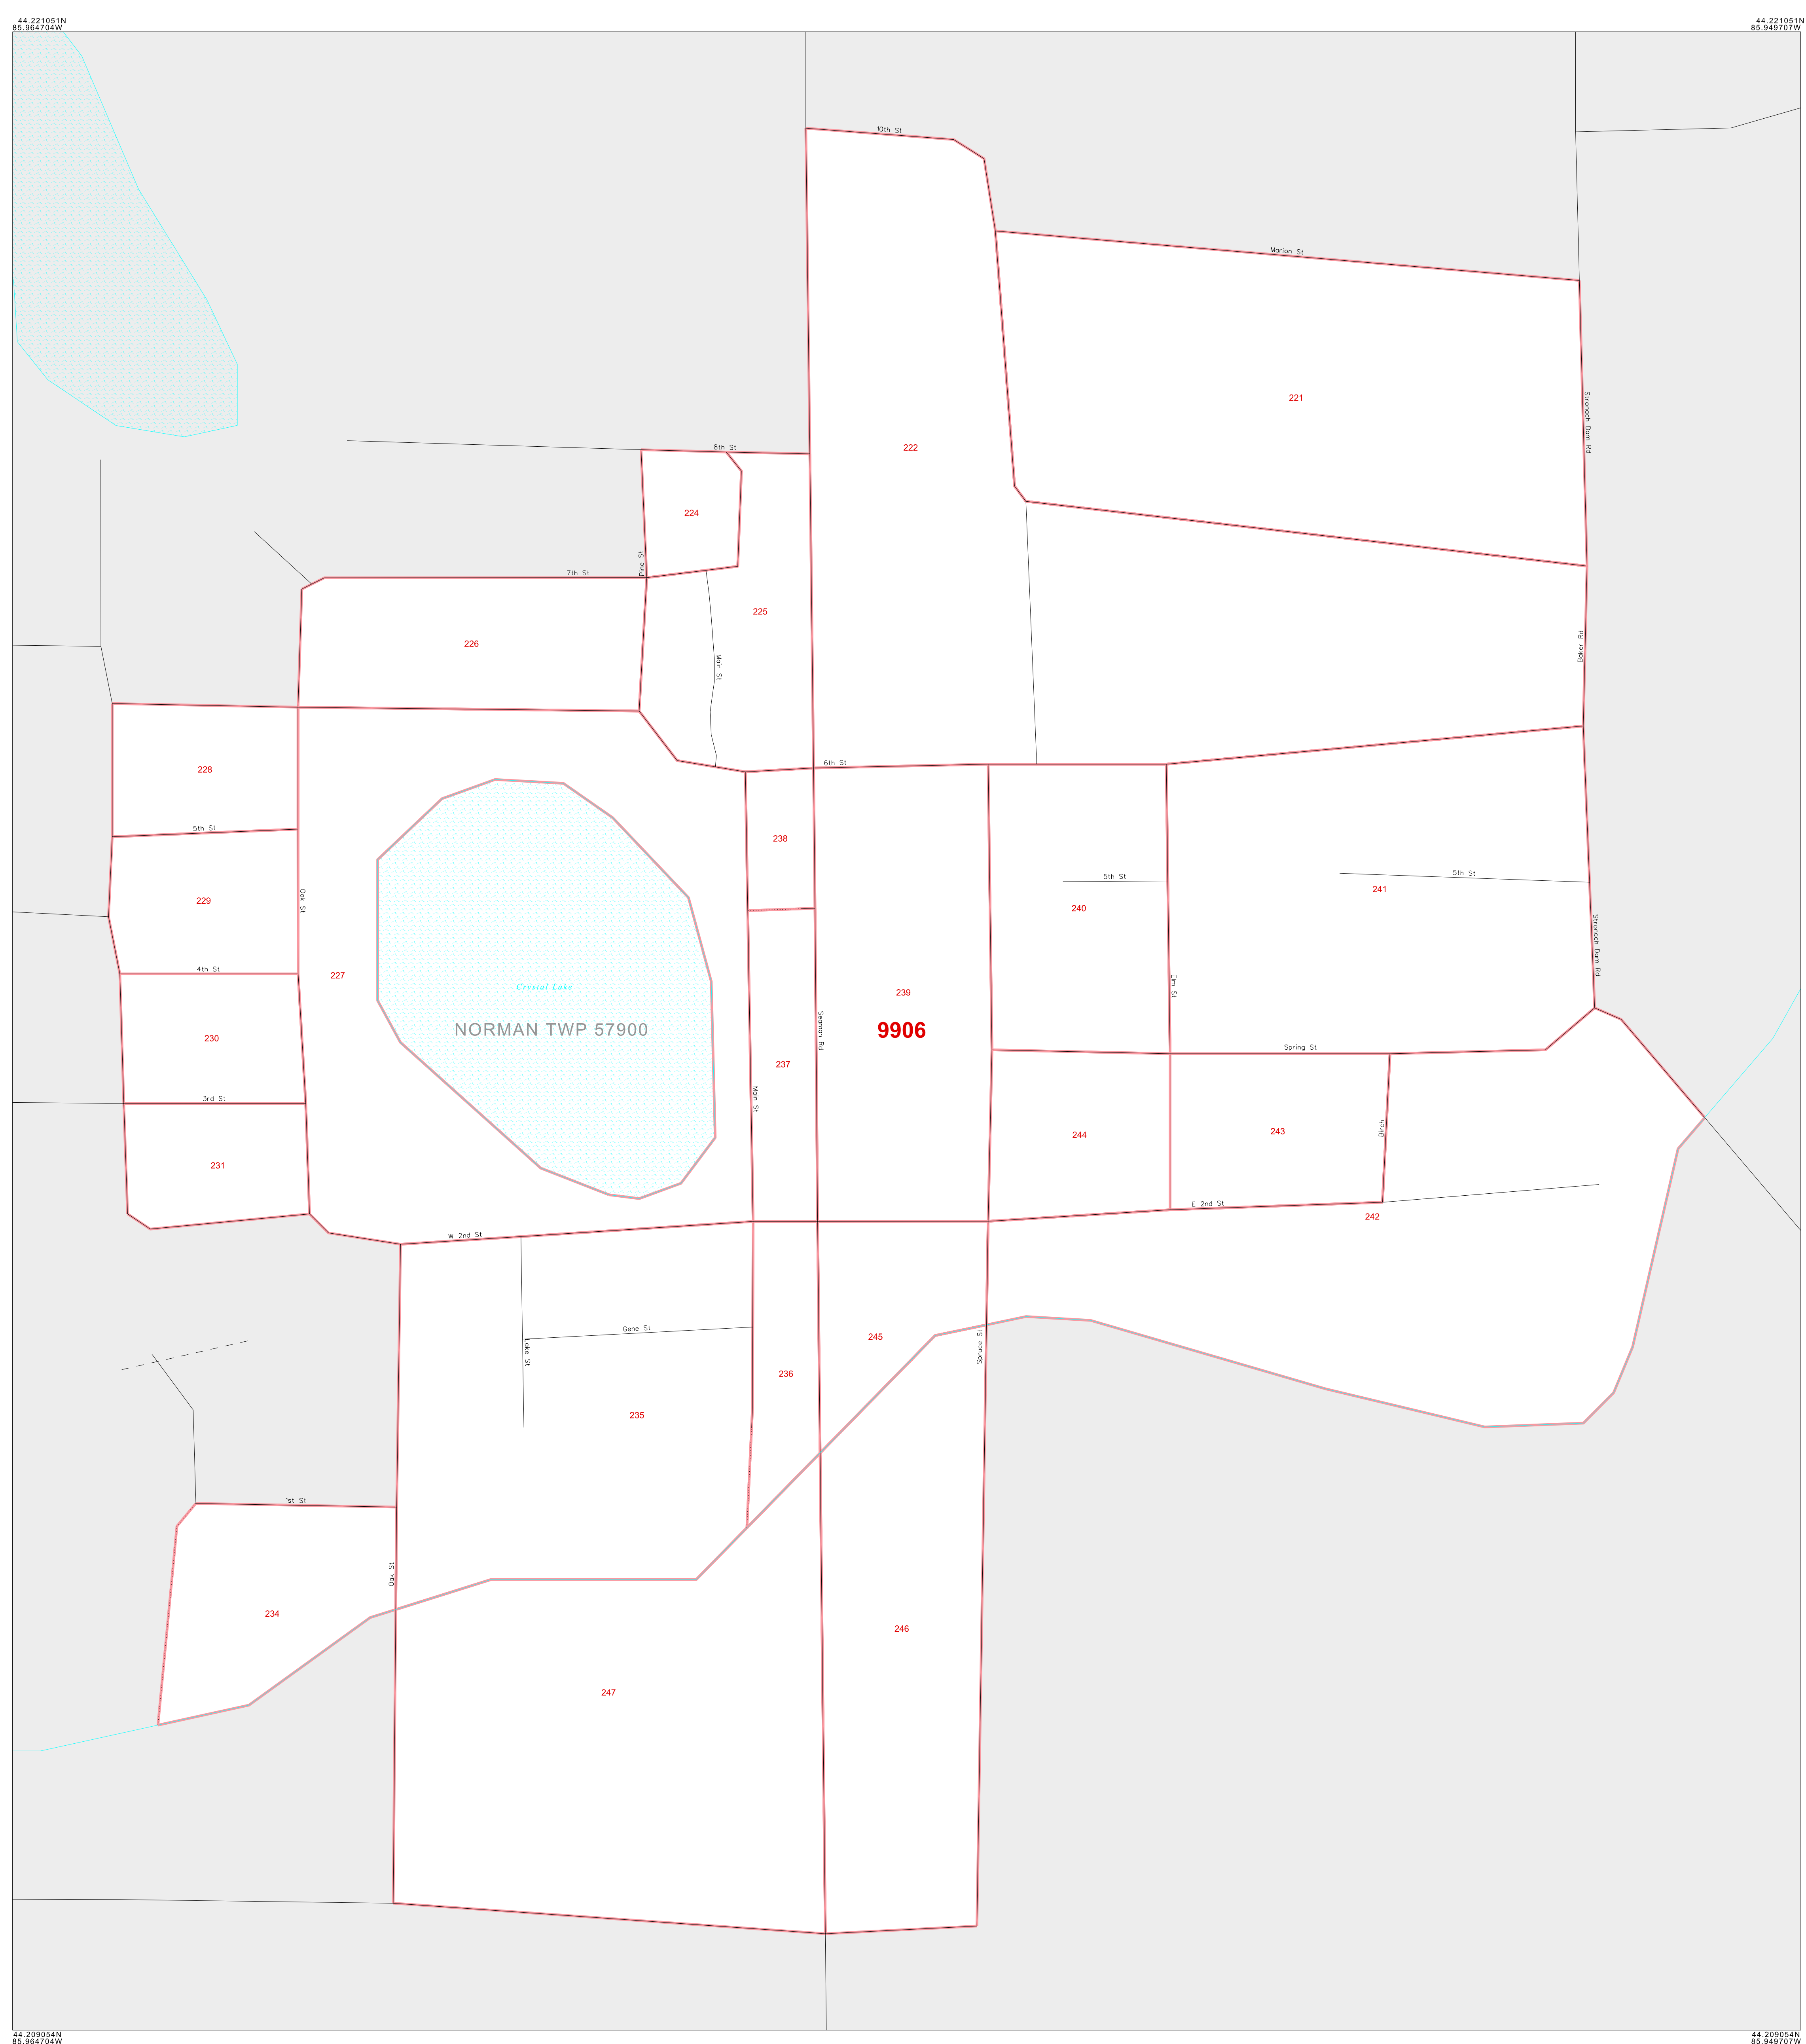 44.221051N
85.964704W
44.221051N
85.949707W
10th St
Marion St
221
Stronach Dam Rd
222
8th St
224
Pine St
7th St
225
226
Baker Rd
Main St
6th St
228
5th St
238
5th St
5th St
241
Oak St
229
240
Stronach Dam Rd
4th St
227
Elm St
Crystal Lake
239
NORMAN TWP 57900
9906
Seaman Rd
230
Spring St
237
3rd St
Main St
244
243
Birch
231
E 2nd St
242
W 2nd St
Gene St
245
Lake St
Spruce St
236
235
1st St
Oak St
234
246
247
44.209054N
85.964704W
44.209054N
85.949707W